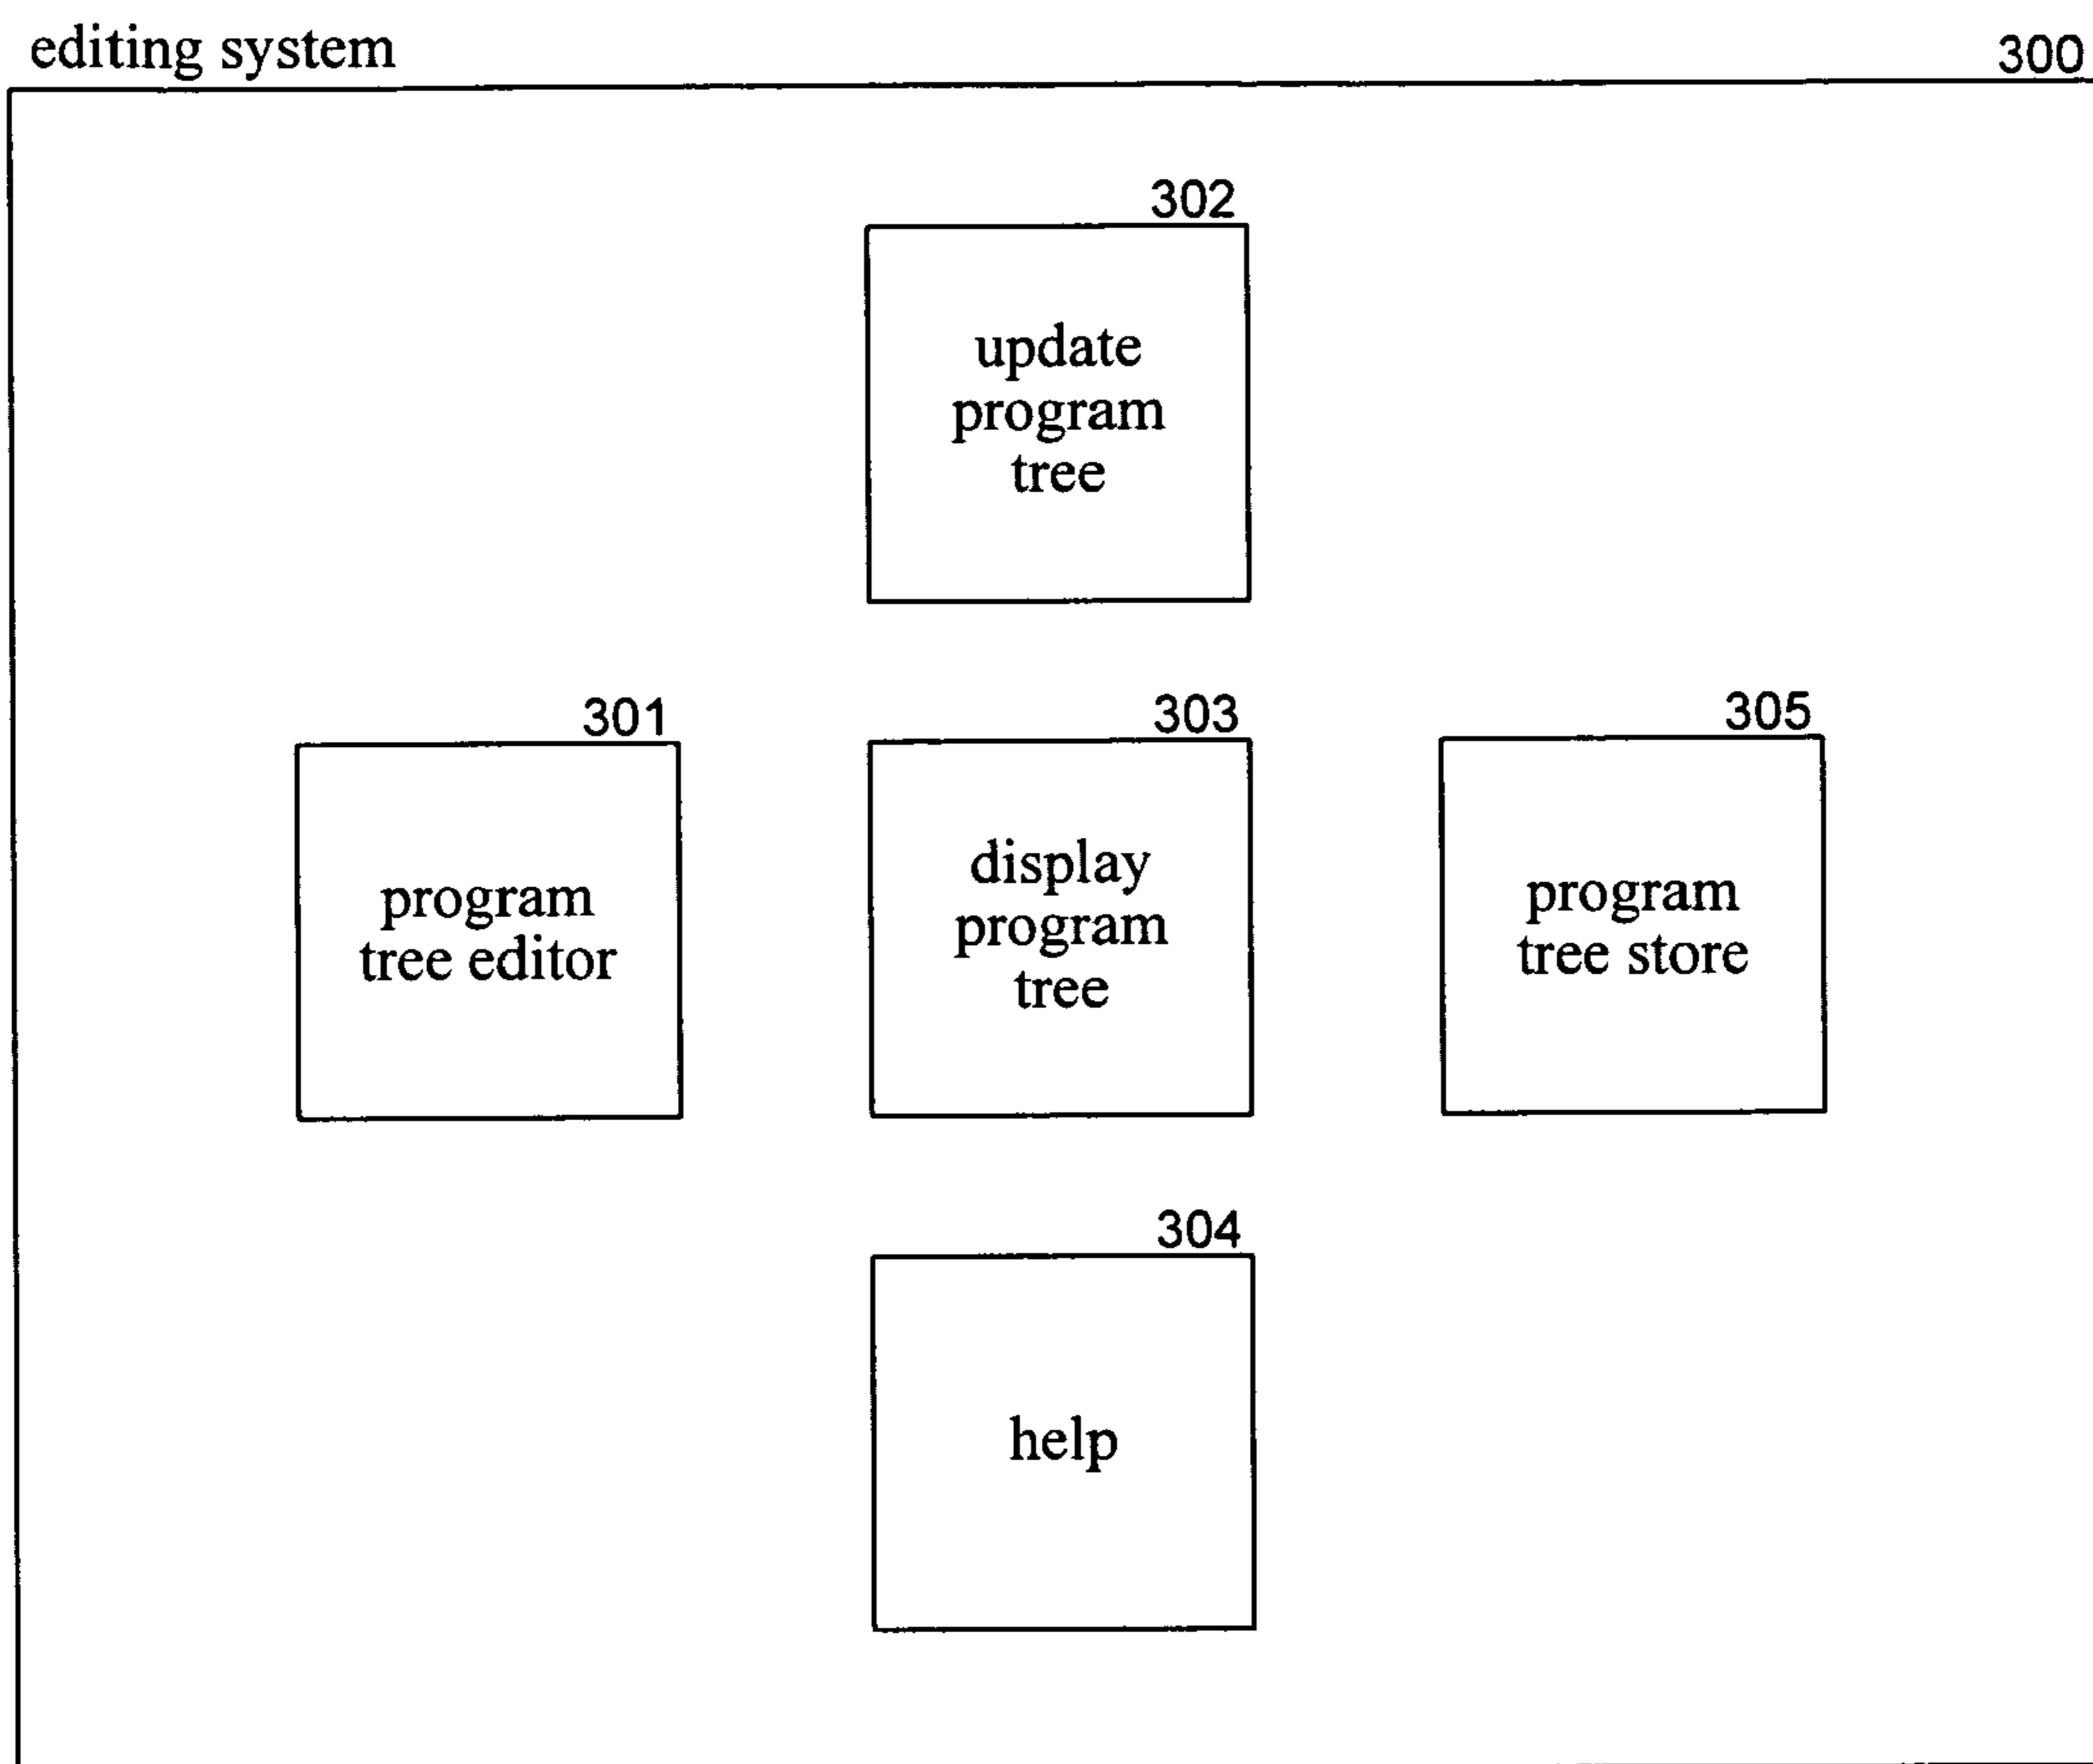 editing system
300
302
update
program
tree
301
program
tree editor
303
display
program
tree
305
program
tree store
304
help